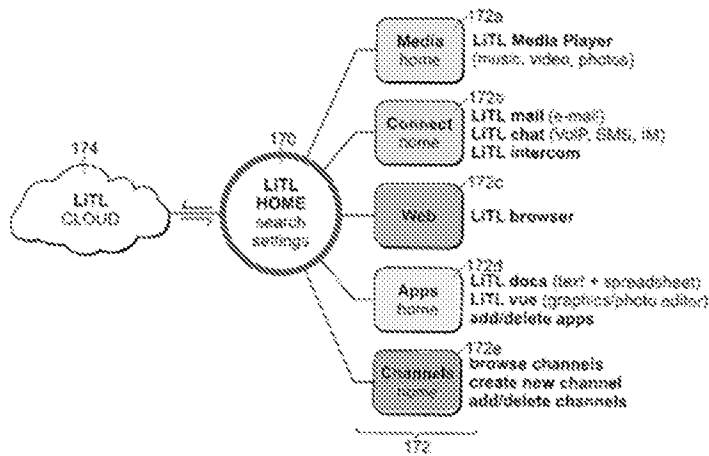 172a
Media
home
LiTL Media Player
(music, video, photos)
172b
Connect
home
LiTL mail (e-mail)
LiTL chat (VoIP, SMS, IM)
LiTL intercom
174
LiTL
CLOUD
170
LiTL
HOME
search
settings
172c
Web
LiTL browser
172d
Apps
home
LiTL docs (text + spreadsheet)
LiTL vue (graphics/photo editor)
add/delete apps
172e
Channels
home
browse channels
create new channel
add/delete channels
172